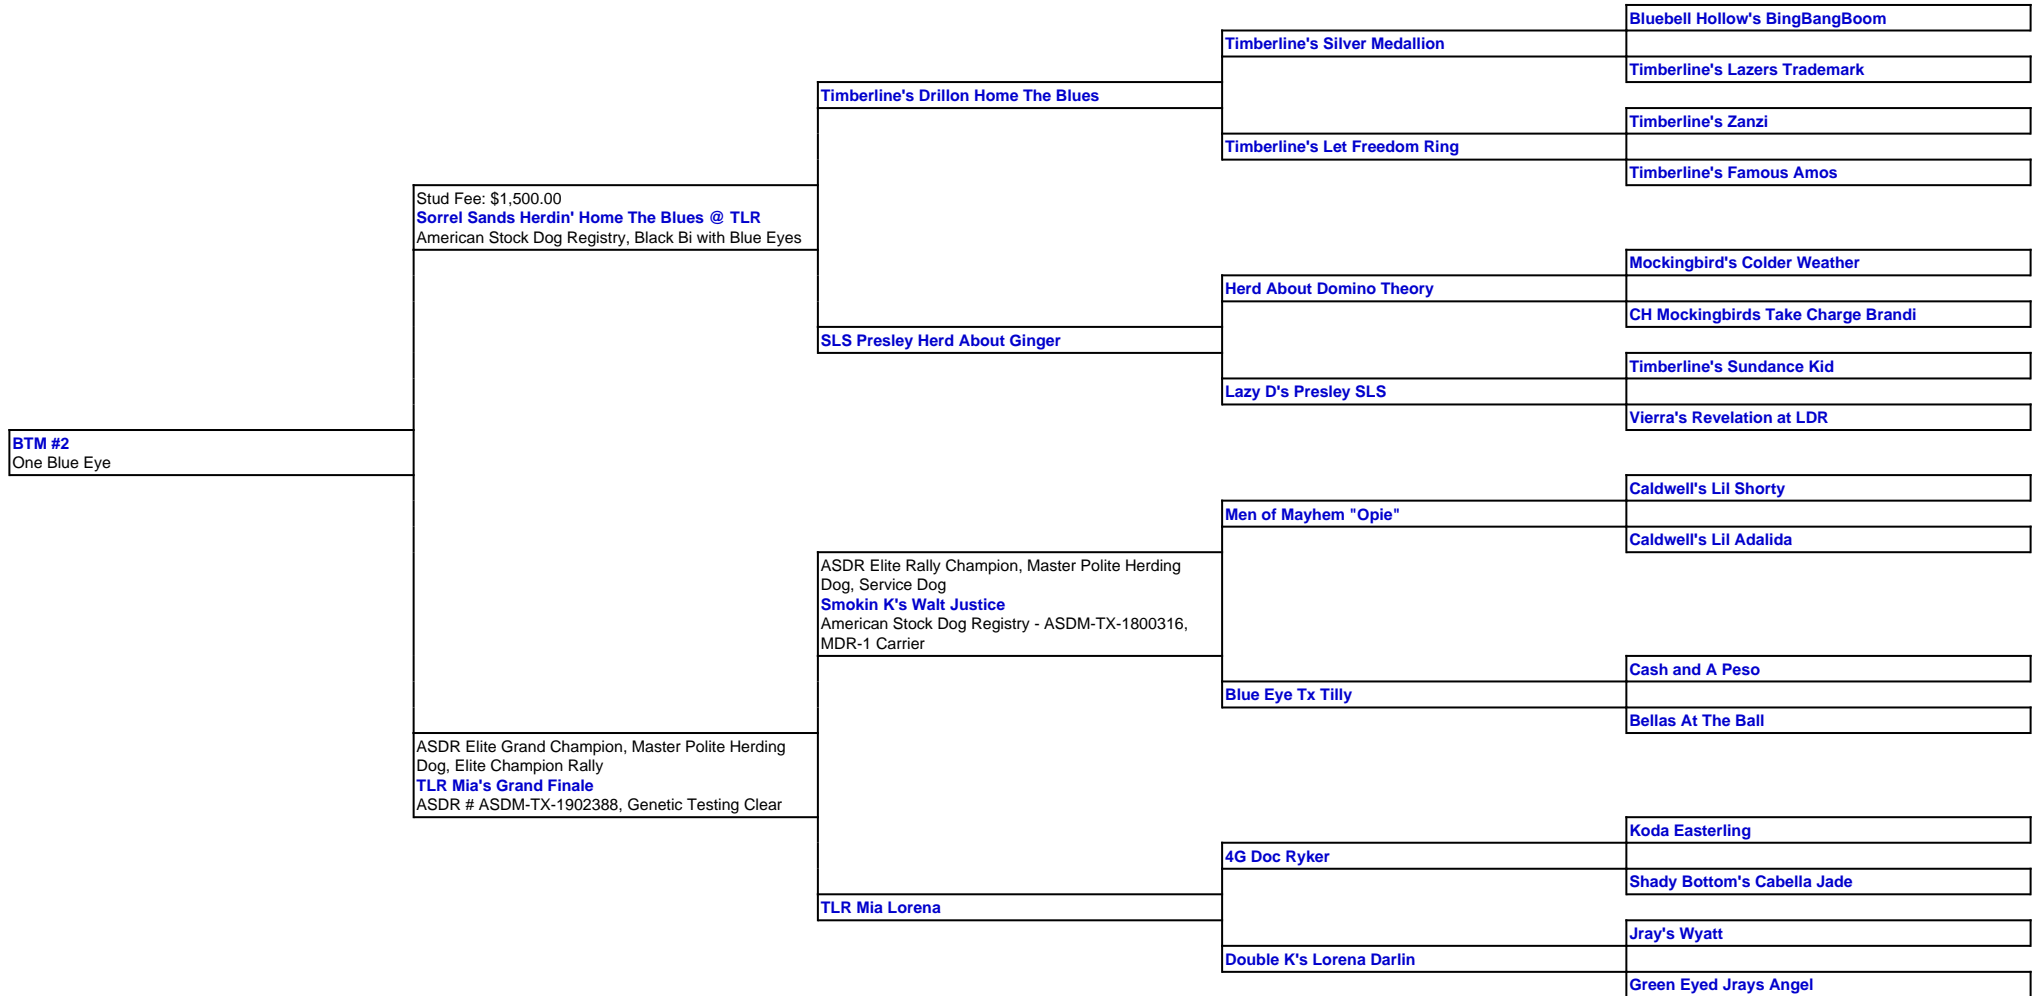 Bluebell Hollow's BingBangBoom
Timberline's Silver Medallion
Timberline's Lazers Trademark
Timberline's Drillon Home The Blues
Timberline's Zanzi
Timberline's Let Freedom Ring
Timberline's Famous Amos
Stud Fee: $1,500.00
Sorrel Sands Herdin' Home The Blues @ TLR
American Stock Dog Registry, Black Bi with Blue Eyes
Mockingbird's Colder Weather
Herd About Domino Theory
CH Mockingbirds Take Charge Brandi
SLS Presley Herd About Ginger
Timberline's Sundance Kid
Lazy D's Presley SLS
Vierra's Revelation at LDR
BTM #2
One Blue Eye
Caldwell's Lil Shorty
Men of Mayhem "Opie"
Caldwell's Lil Adalida
ASDR Elite Rally Champion, Master Polite Herding
Dog, Service Dog
Smokin K's Walt Justice
American Stock Dog Registry - ASDM-TX-1800316,
MDR-1 Carrier
Cash and A Peso
Blue Eye Tx Tilly
Bellas At The Ball
ASDR Elite Grand Champion, Master Polite Herding
Dog, Elite Champion Rally
TLR Mia's Grand Finale
ASDR # ASDM-TX-1902388, Genetic Testing Clear
Koda Easterling
4G Doc Ryker
Shady Bottom's Cabella Jade
TLR Mia Lorena
Jray's Wyatt
Double K's Lorena Darlin
Green Eyed Jrays Angel